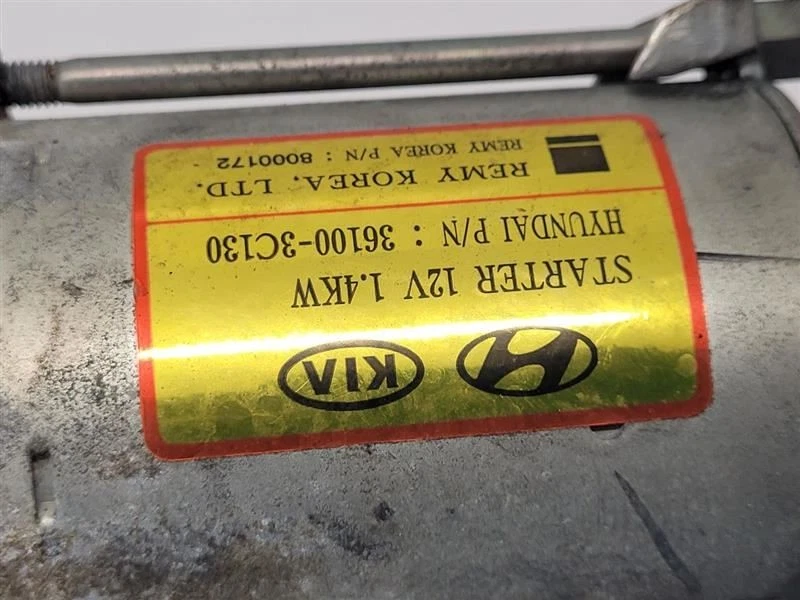 KIA
STARTER 12V 1.4KW
HYUNDAI P/N : 36100-3C130
REMY KOREA, LTD.
REMY KOREA P/N : 8000172